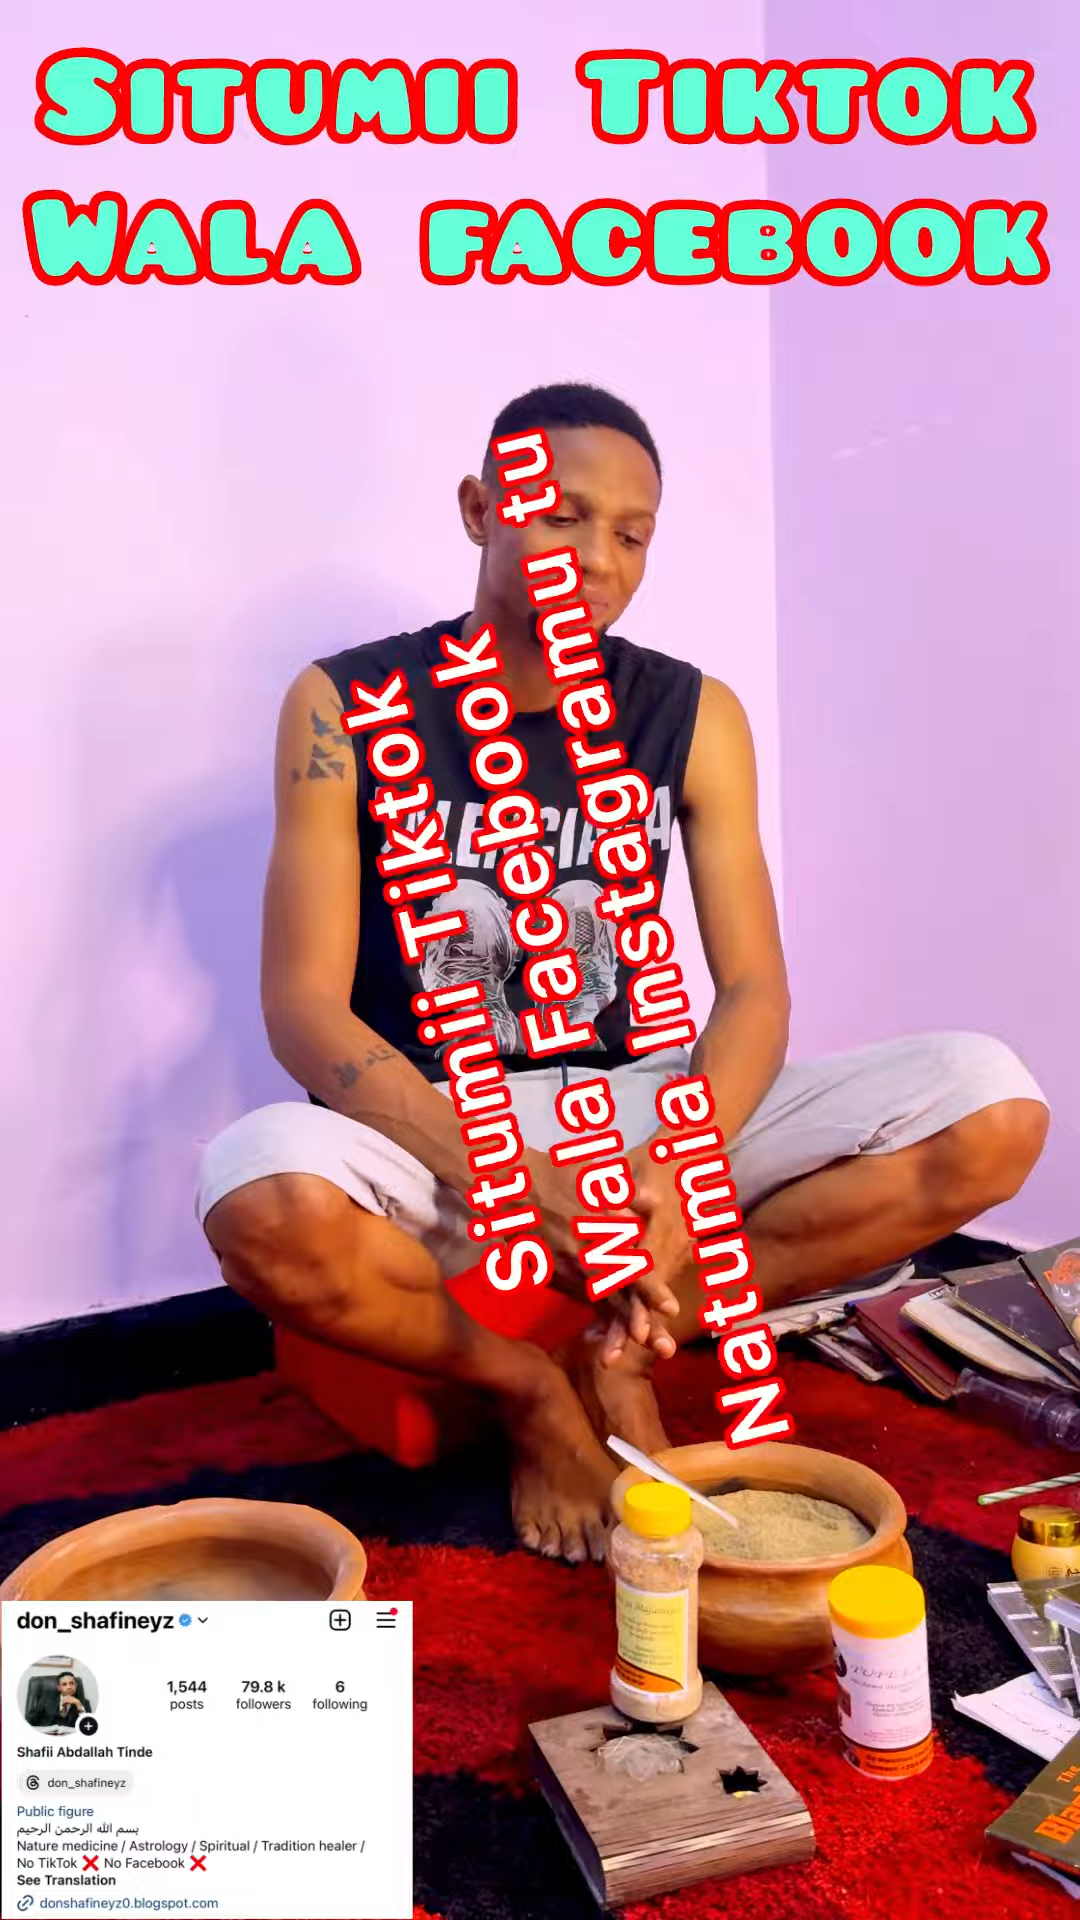 Situmii Tiktok
Wala facebook
Situmii Tiktok
Wala Facebook
Natumia Instagramu tu
don_shafineyz
1,544 posts
79.8 k followers
6 following
Shafii Abdallah Tinde
don_shafineyz
Public figure
بسم الله الرحمن الرحيم
Nature medicine / Astrology / Spiritual / Tradition healer /
No TikTok ❌ No Facebook ❌
See Translation
donshafineyz0.blogspot.com
The